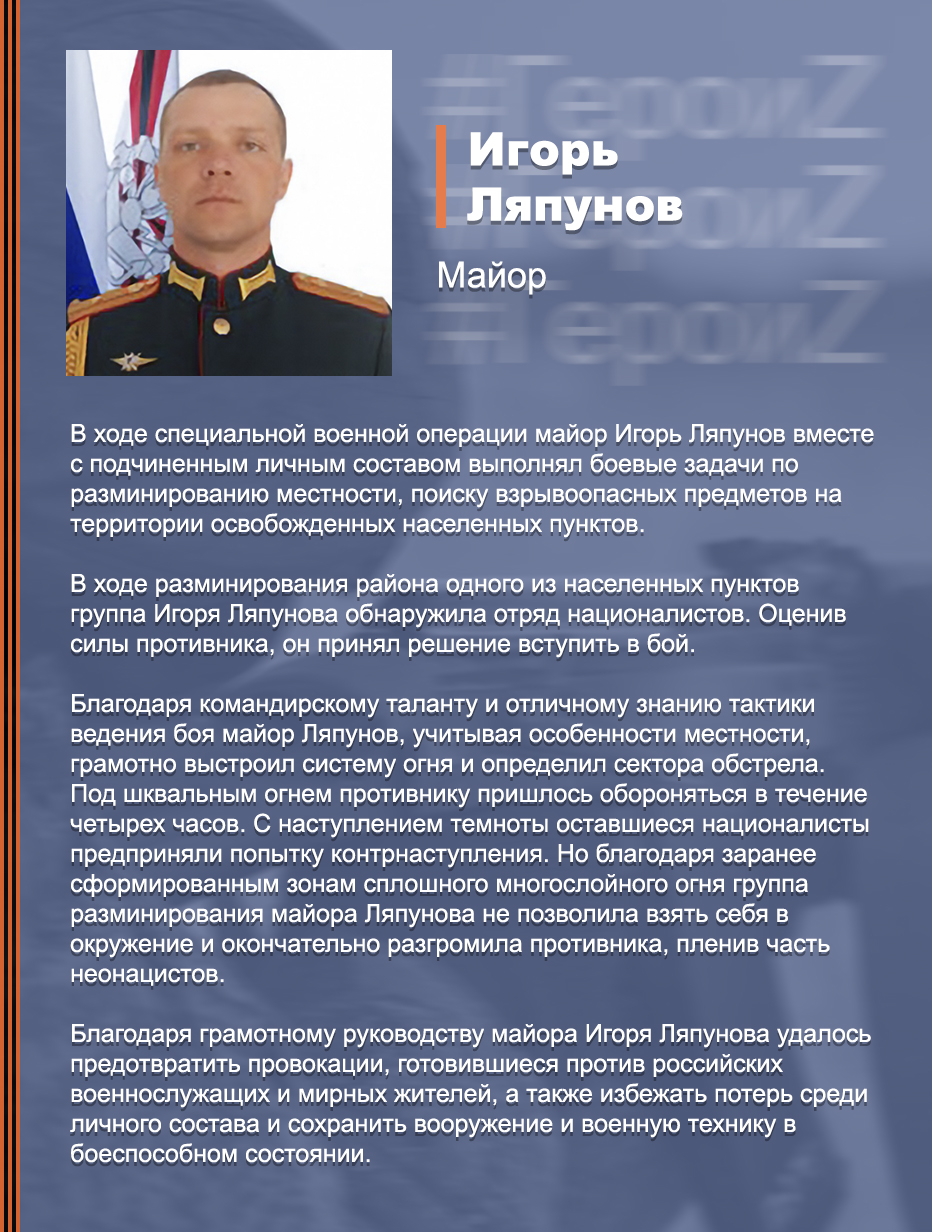 #ГероиZ
#ГероиZ
#ГероиZ
Игорь
Ляпунов
Майор
В ходе специальной военной операции майор Игорь Ляпунов вместе
с подчиненным личным составом выполнял боевые задачи по
разминированию местности, поиску взрывоопасных предметов на
территории освобожденных населенных пунктов.
В ходе разминирования района одного из населенных пунктов
группа Игоря Ляпунова обнаружила отряд националистов. Оценив
силы противника, он принял решение вступить в бой.
Благодаря командирскому таланту и отличному знанию тактики
ведения боя майор Ляпунов, учитывая особенности местности,
грамотно выстроил систему огня и определил сектора обстрела.
Под шквальным огнем противнику пришлось обороняться в течение
четырех часов. С наступлением темноты оставшиеся националисты
предприняли попытку контрнаступления. Но благодаря заранее
сформированным зонам сплошного многослойного огня группа
разминирования майора Ляпунова не позволила взять себя в
окружение и окончательно разгромила противника, пленив часть
неонацистов.
Благодаря грамотному руководству майора Игоря Ляпунова удалось
предотвратить провокации, готовившиеся против российских
военнослужащих и мирных жителей, а также избежать потерь среди
личного состава и сохранить вооружение и военную технику в
боеспособном состоянии.